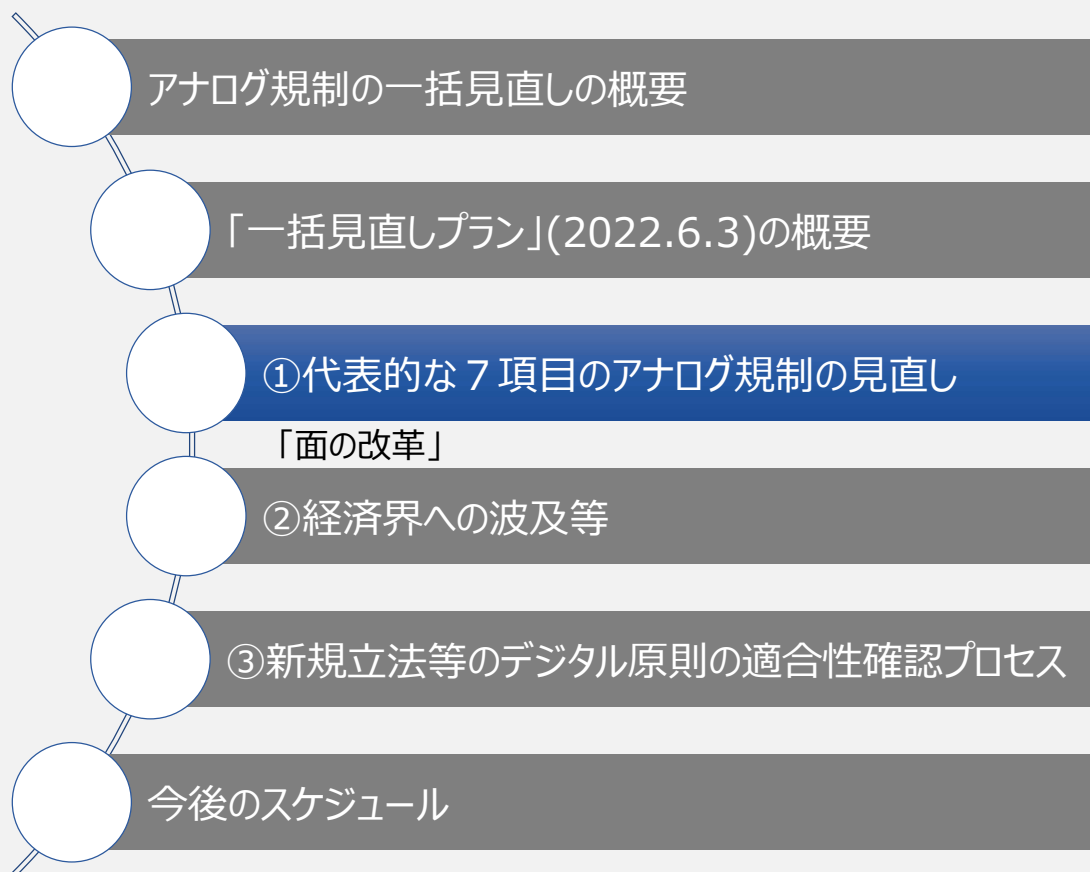 アナログ規制の一括見直しの概要
「一括見直しプラン」(2022.6.3)の概要
①代表的な７項目のアナログ規制の見直し
「面の改革」
②経済界への波及等
③新規立法等のデジタル原則の適合性確認プロセス
今後のスケジュール